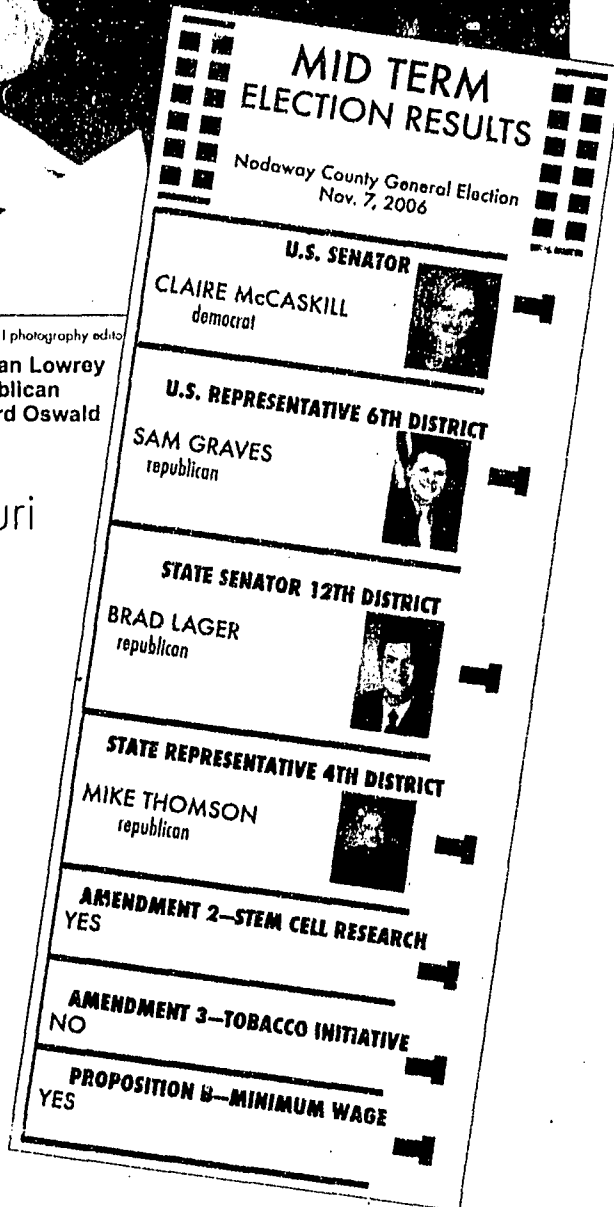 MID TERM
ELECTION RESULTS
Nodaway County General Election
Nov. 7, 2006
U.S. SENATOR
CLAIRE McCASKILL
democrat
l photography edito
an Lowrey
blican
rd Oswald
uri
U.S. REPRESENTATIVE 6TH DISTRICT
SAM GRAVES
republican
STATE SENATOR 12TH DISTRICT
BRAD LAGER
republican
STATE REPRESENTATIVE 4TH DISTRICT
MIKE THOMSON
republican
AMENDMENT 2—STEM CELL RESEARCH
YES
AMENDMENT 3—TOBACCO INITIATIVE
NO
PROPOSITION B—MINIMUM WAGE
YES